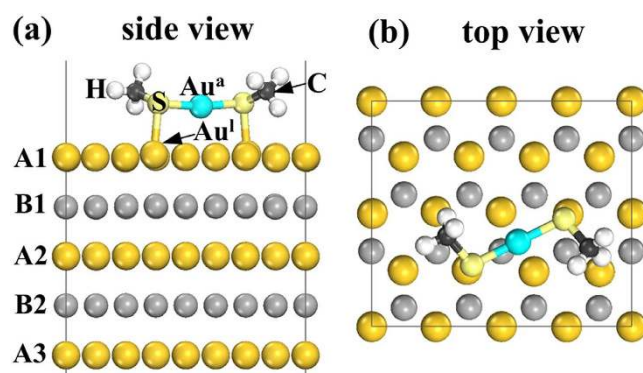 (a) side view
H S Auᵃ C
Auˡ
A1
B1
A2
B2
A3
(b) top view